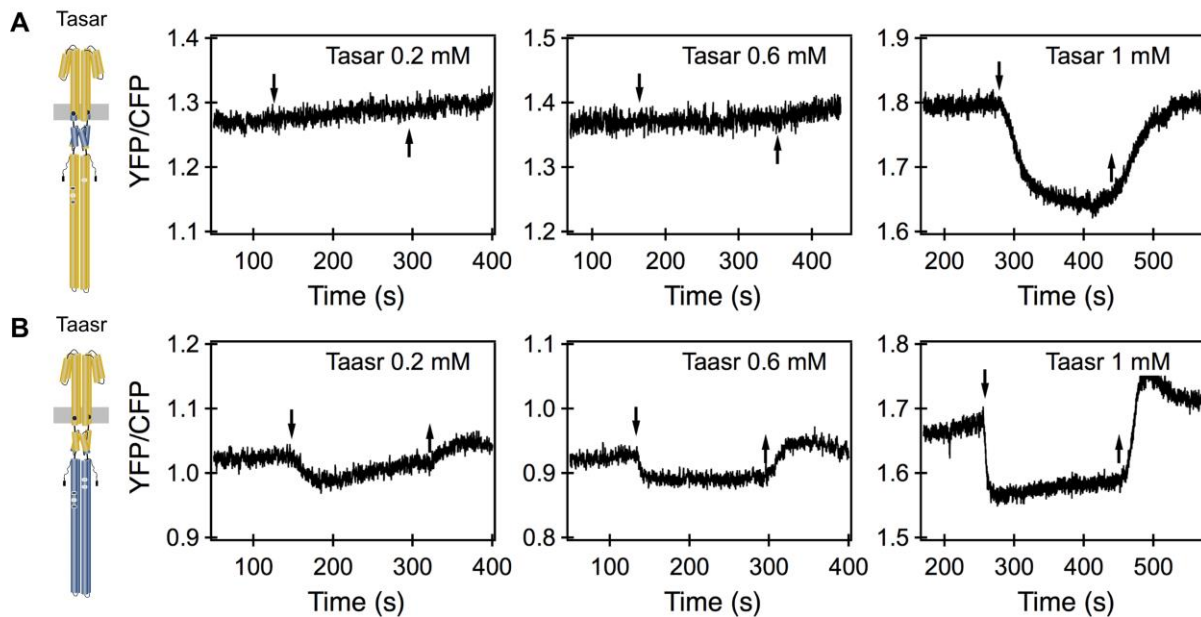 A
Tasar
YFP/CFP
1.4
1.3
1.2
1.1
Tasar 0.2 mM
100
200
300
400
Time (s)
1.5
1.4
1.3
1.2
Tasar 0.6 mM
100
200
300
400
Time (s)
1.9
1.8
1.7
1.6
Tasar 1 mM
200
300
400
500
Time (s)
B
Taasr
YFP/CFP
1.2
1.1
1.0
0.9
Taasr 0.2 mM
100
200
300
400
Time (s)
1.1
1.0
0.9
0.8
Taasr 0.6 mM
100
200
300
400
Time (s)
1.8
1.7
1.6
1.5
Taasr 1 mM
200
300
400
500
Time (s)